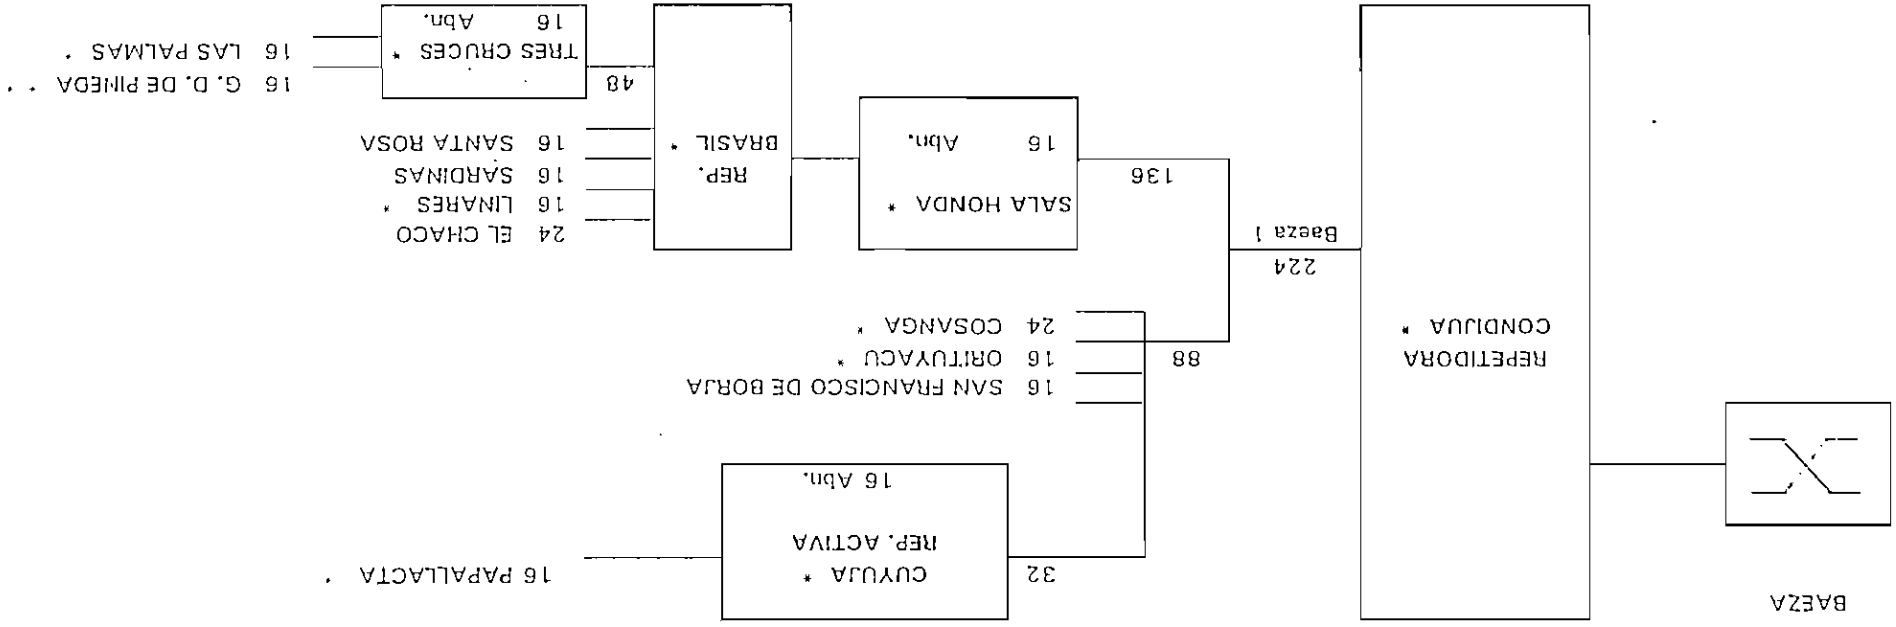 BAEZA
REPETIDORA
CONDIJUA *
224
Baeza 1
32
CUYUJA *
REP. ACTIVA
16 Abn.
16 PAPALLACTA *
88
16 SAN FRANCISCO DE BORJA
16 ORITUYACU *
24 COSANGA *
136
SALA HONDA *
16 Abn.
REP.
BRASIL *
24 EL CHACO
16 LINARES *
16 SARDINAS
16 SANTA ROSA
48
TRES CRUCES *
16 Abn.
16 G. D. DE PINEDA * *
16 LAS PALMAS *